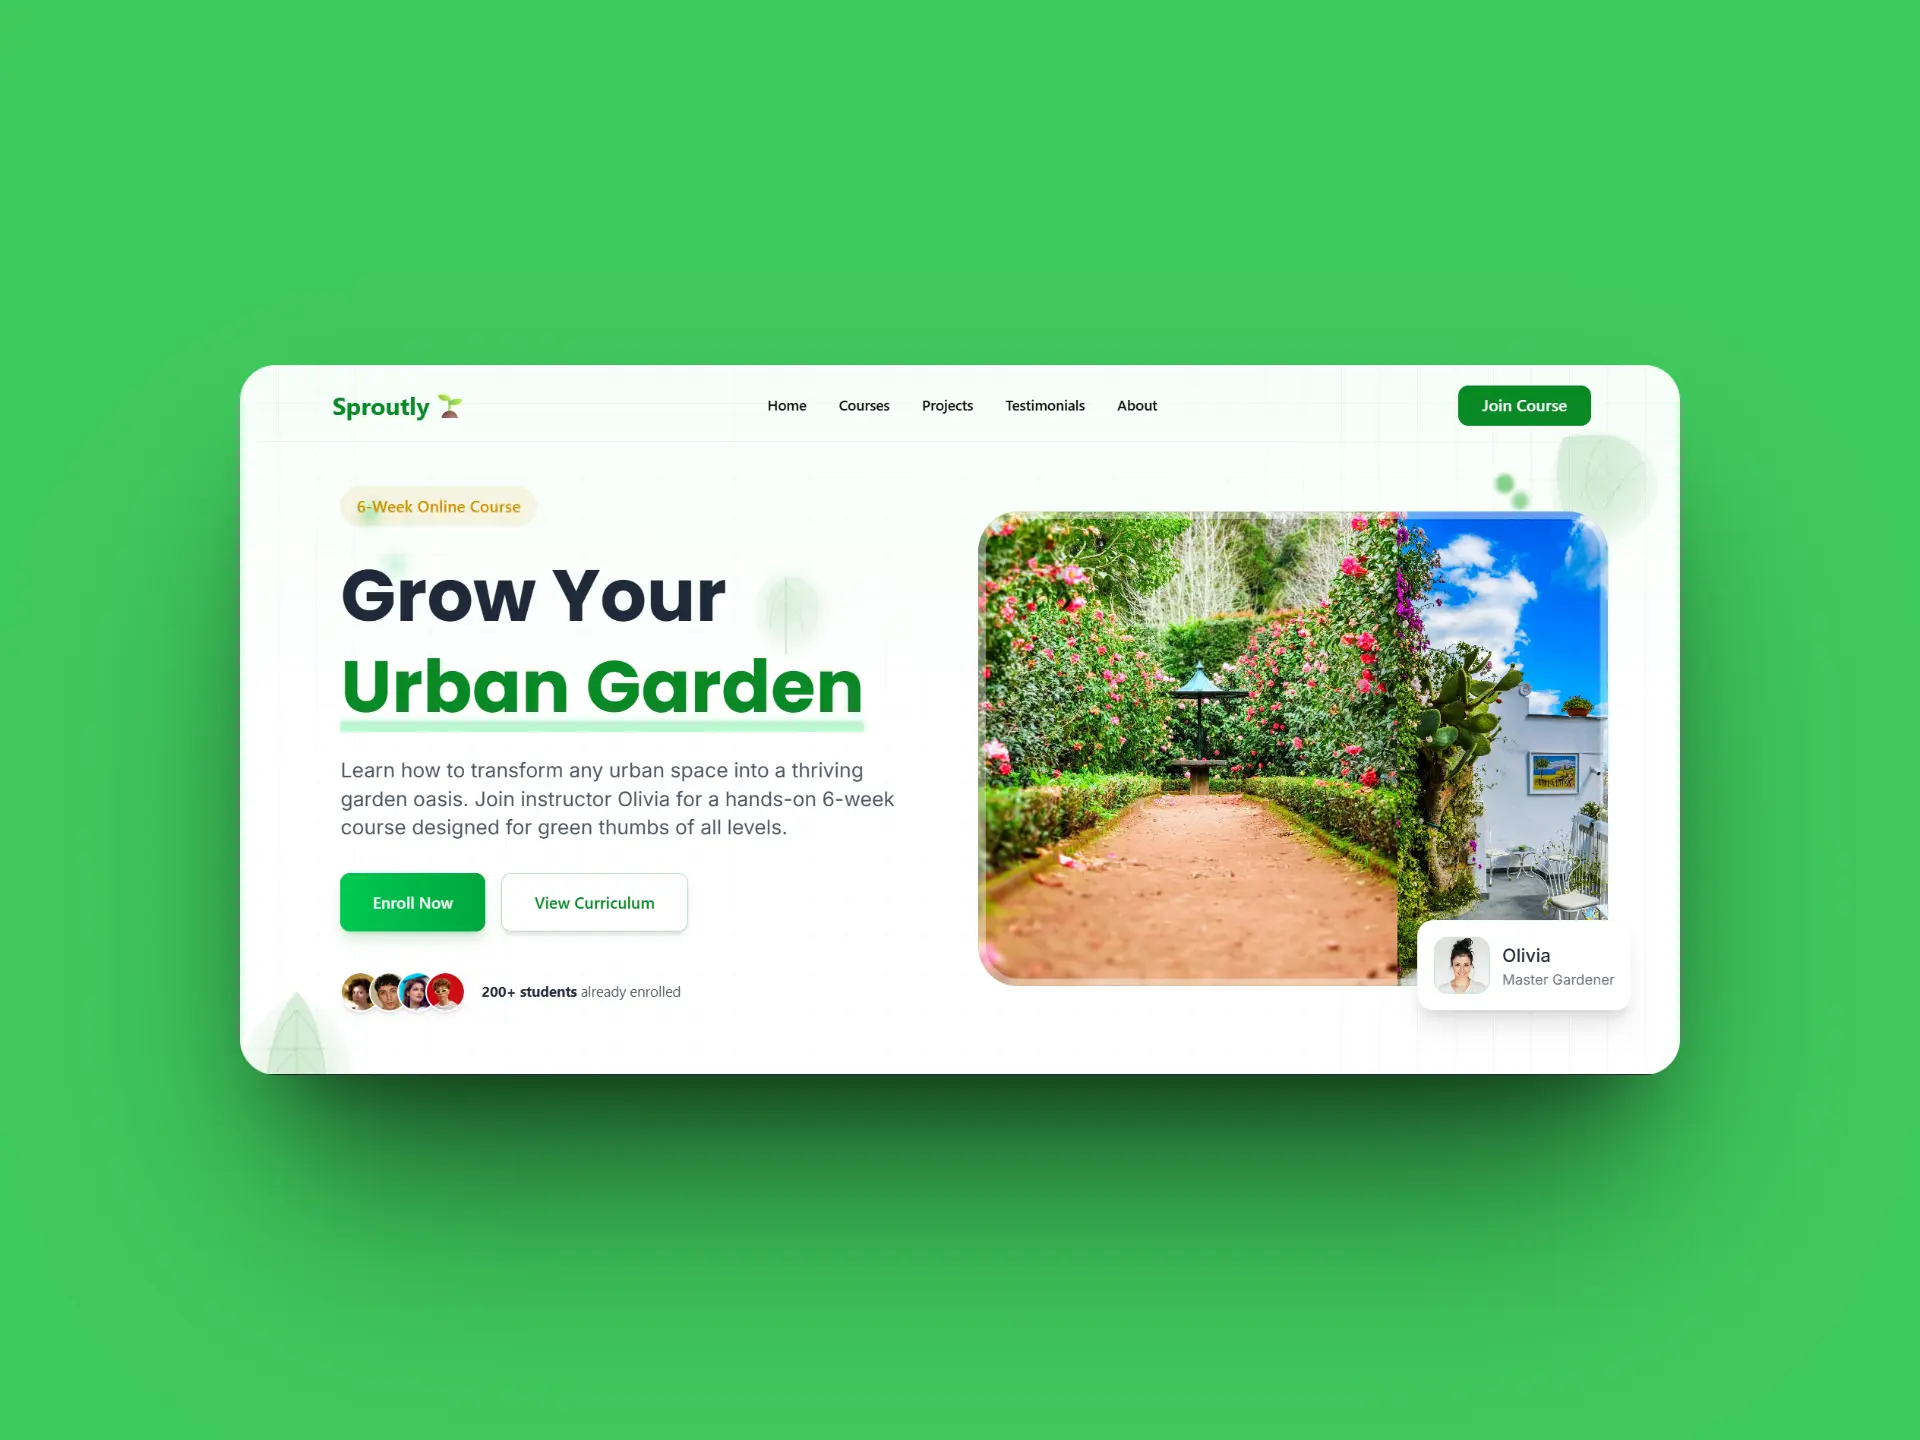 Sproutly
Home
Courses
Projects
Testimonials
About
Join Course
6-Week Online Course
Grow Your
Urban Garden
Learn how to transform any urban space into a thriving
garden oasis. Join instructor Olivia for a hands-on 6-week
course designed for green thumbs of all levels.
Enroll Now
View Curriculum
200+ students already enrolled
Olivia
Master Gardener